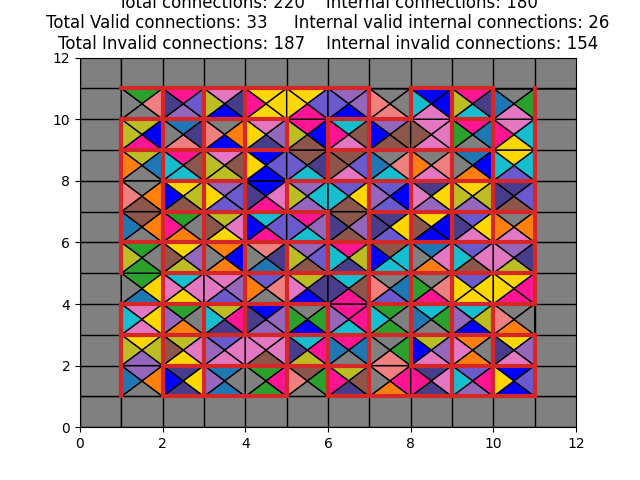 Total connections: 220    Internal connections: 180
Total Valid connections: 33     Internal valid internal connections: 26
Total Invalid connections: 187    Internal invalid connections: 154
12
10
8
6
4
2
0
0 2 4 6 8 10 12